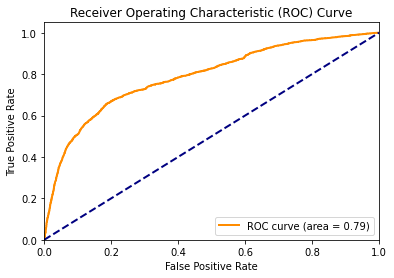 Receiver Operating Characteristic (ROC) Curve
1.0
0.8
0.6
0.4
0.2
0.0
True Positive Rate
ROC curve (area = 0.79)
0.0 0.2 0.4 0.6 0.8 1.0
False Positive Rate